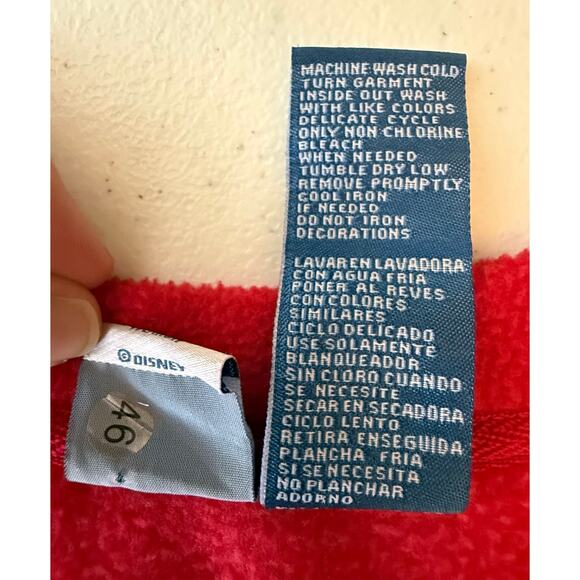 MACHINE WASH COLD
TURN GARMENT
INSIDE OUT WASH
WITH LIKE COLORS
DELICATE CYCLE
ONLY NON CHLORINE
BLEACH
WHEN NEEDED
TUMBLE DRY LOW
REMOVE PROMPTLY
COOL IRON
IF NEEDED
DO NOT IRON
DECORATIONS
LAVAR EN LAVADORA
CON AGUA FRIA
PONER AL REVES
CON COLORES
SIMILARES
CICLO DELICADO
USE SOLAMENTE
BLANQUEADOR
SIN CLORO CUANDO
SE NECESITE
SECAR EN SECADORA
CICLO LENTO
RETIRA ENSEGUIDA
PLANCHA FRIA
SI SE NECESITA
NO PLANCHAR
ADORNO
© DISNEY
46